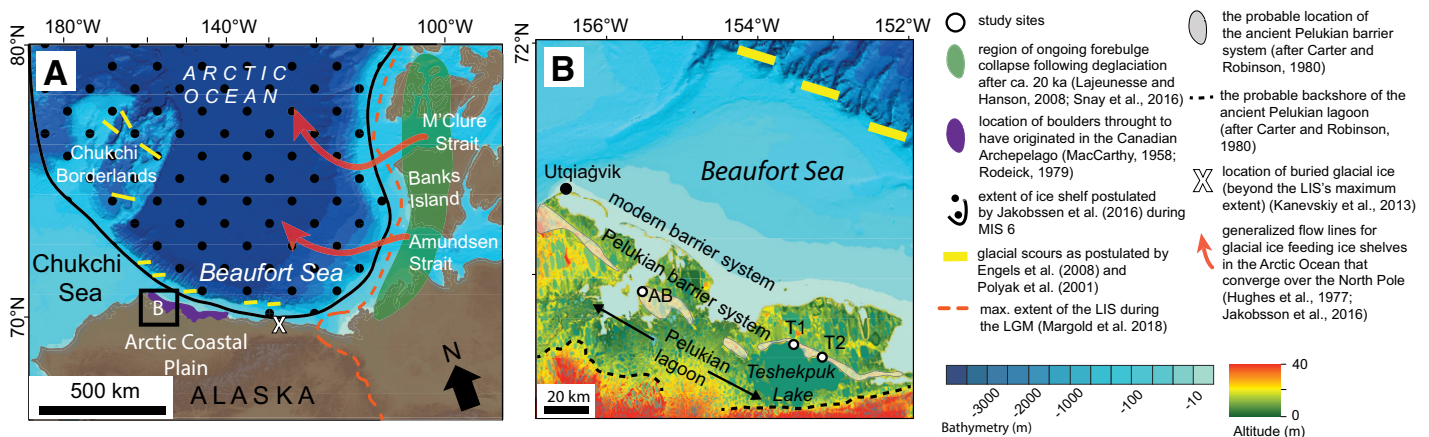 180°W
140°W
100°W
80°N
70°N
A
ARCTIC
OCEAN
M'Clure
Strait
Chukchi
Borderlands
Banks
Island
Amundsen
Strait
Beaufort Sea
Chukchi
Sea
B
X
Arctic Coastal
Plain
N
500 km
ALASKA
156°W
154°W
152°W
72°N
B
Beaufort Sea
Utqiaġvik
modern barrier system
Pelukian barrier system
AB
T1
T2
Pelukian
lagoon
Teshekpuk
Lake
20 km
study sites
region of ongoing forebulge
collapse following deglaciation
after ca. 20 ka (Lajeunesse and
Hanson, 2008; Snay et al., 2016)
location of boulders throught to
have originated in the Canadian
Archepelago (MacCarthy, 1958;
Rodeick, 1979)
extent of ice shelf postulated
by Jakobssen et al. (2016) during
MIS 6
glacial scours as postulated by
Engels et al. (2008) and
Polyak et al. (2001)
max. extent of the LIS during
the LGM (Margold et al. 2018)
the probable location of
the ancient Pelukian barrier
system (after Carter and
Robinson, 1980)
the probable backshore of the
ancient Pelukian lagoon
(after Carter and Robinson,
1980)
X
location of buried glacial ice
(beyond the LIS's maximum
extent) (Kanevskiy et al., 2013)
generalized flow lines for
glacial ice feeding ice shelves
in the Arctic Ocean that
converge over the North Pole
(Hughes et al., 1977;
Jakobsson et al., 2016)
-3000
-2000
-1000
-100
-10
Bathymetry (m)
40
0
Altitude (m)